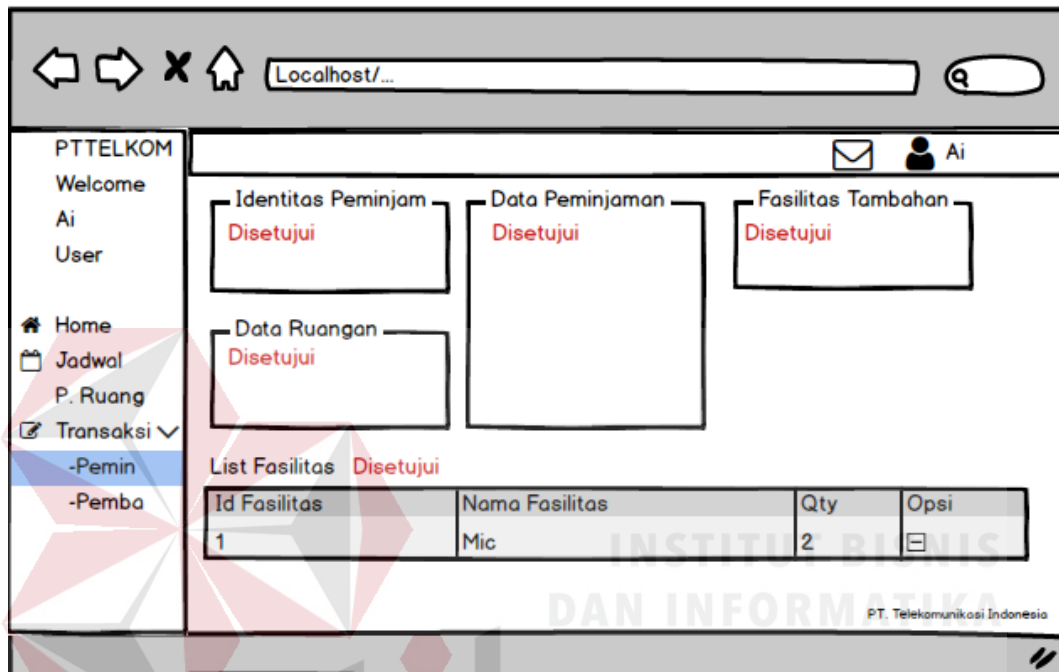 Localhost/...
PTTELKOM
Welcome
Ai
User
Home
Jadwal
P. Ruang
Transaksi
-Pemin
-Pemba
Ai
Identitas Peminjam
Disetujui
Data Peminjaman
Disetujui
Fasilitas Tambahan
Disetujui
Data Ruangan
Disetujui
List Fasilitas Disetujui
Id Fasilitas Nama Fasilitas Qty Opsi
1 Mic 2
INSTITUT BISNIS
DAN INFORMATIKA
PT. Telekomunikasi Indonesia